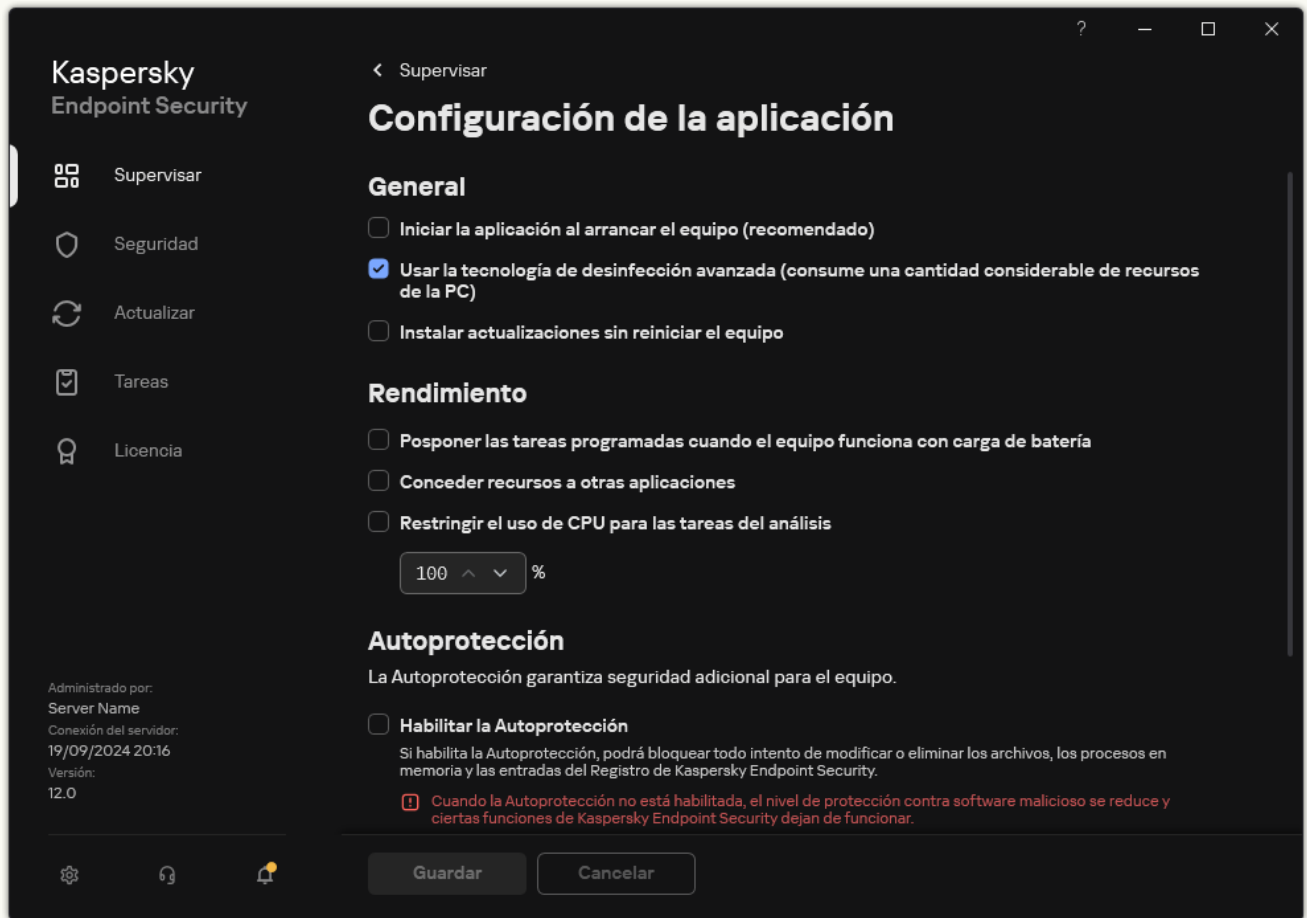 Kaspersky
Endpoint Security
Supervisar
Seguridad
Actualizar
Tareas
Licencia
Administrado por:
Server Name
Conexión del servidor:
19/09/2024 20:16
Versión:
12.0
?
Supervisar
Configuración de la aplicación
General
Iniciar la aplicación al arrancar el equipo (recomendado)
Usar la tecnología de desinfección avanzada (consume una cantidad considerable de recursos
de la PC)
Instalar actualizaciones sin reiniciar el equipo
Rendimiento
Posponer las tareas programadas cuando el equipo funciona con carga de batería
Conceder recursos a otras aplicaciones
Restringir el uso de CPU para las tareas del análisis
100 %
Autoprotección
La Autoprotección garantiza seguridad adicional para el equipo.
Habilitar la Autoprotección
Si habilita la Autoprotección, podrá bloquear todo intento de modificar o eliminar los archivos, los procesos en
memoria y las entradas del Registro de Kaspersky Endpoint Security.
Cuando la Autoprotección no está habilitada, el nivel de protección contra software malicioso se reduce y
ciertas funciones de Kaspersky Endpoint Security dejan de funcionar.
Guardar
Cancelar